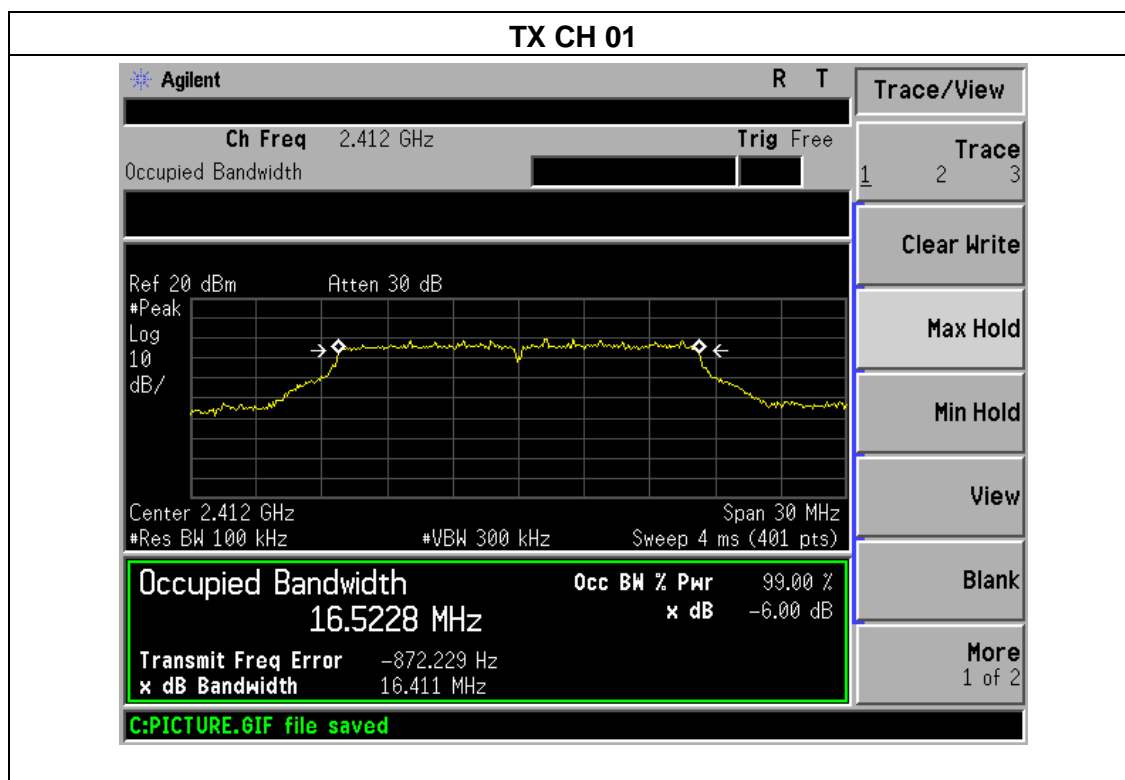 TX CH 01
Agilent R T
Trace/View
Ch Freq 2.412 GHz Trig Free
Occupied Bandwidth
Trace
1 2 3
Clear Write
Max Hold
Min Hold
View
Blank
More
1 of 2
Ref 20 dBm Atten 30 dB
#Peak
Log
10
dB/
Center 2.412 GHz Span 30 MHz
#Res BW 100 kHz #VBW 300 kHz Sweep 4 ms (401 pts)
Occupied Bandwidth Occ BW % Pwr 99.00 %
16.5228 MHz x dB -6.00 dB
Transmit Freq Error -872.229 Hz
x dB Bandwidth 16.411 MHz
C:PICTURE.GIF file saved